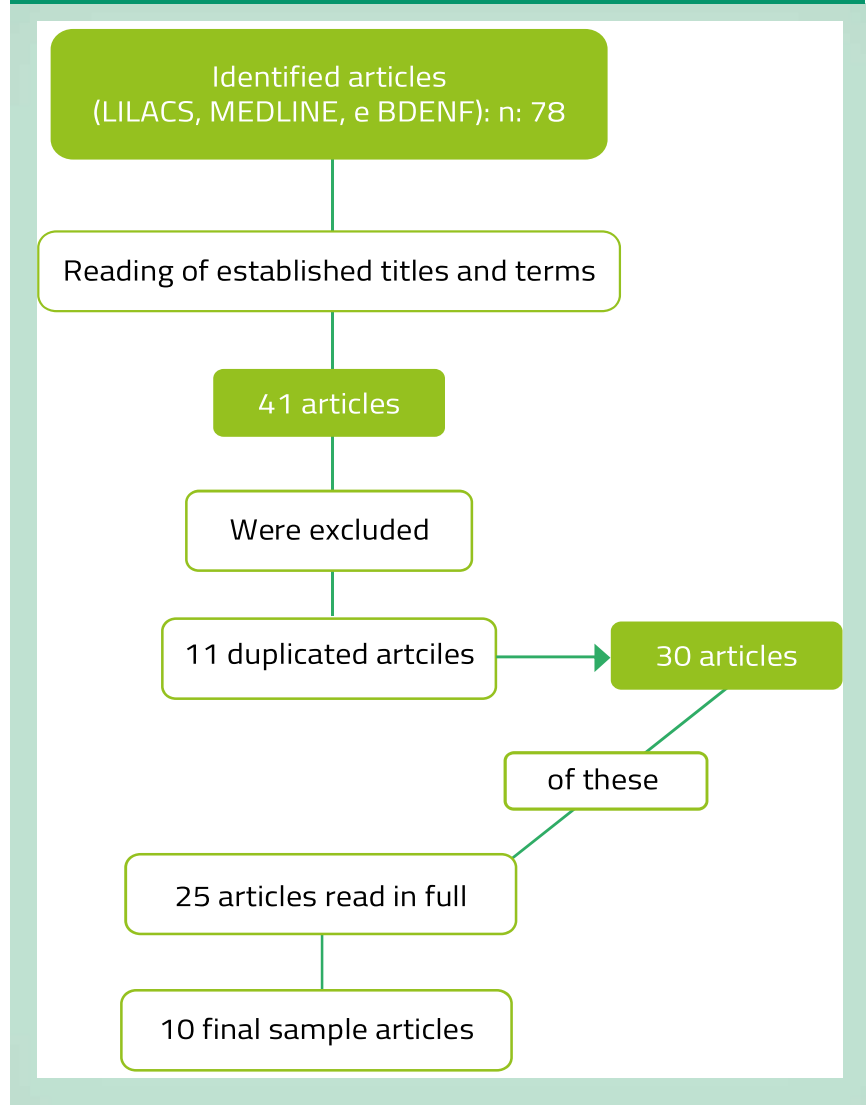 Identified articles
(LILACS, MEDLINE, e BDENF): n: 78
Reading of established titles and terms
41 articles
Were excluded
11 duplicated artciles
30 articles
of these
25 articles read in full
10 final sample articles